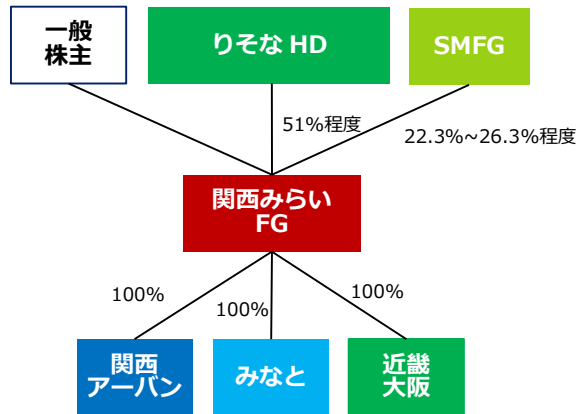 一般
株主
りそな HD
SMFG
51%程度
22.3%~26.3%程度
関西みらい
FG
100%
100%
100%
関西
アーバン
みなと
近畿
大阪